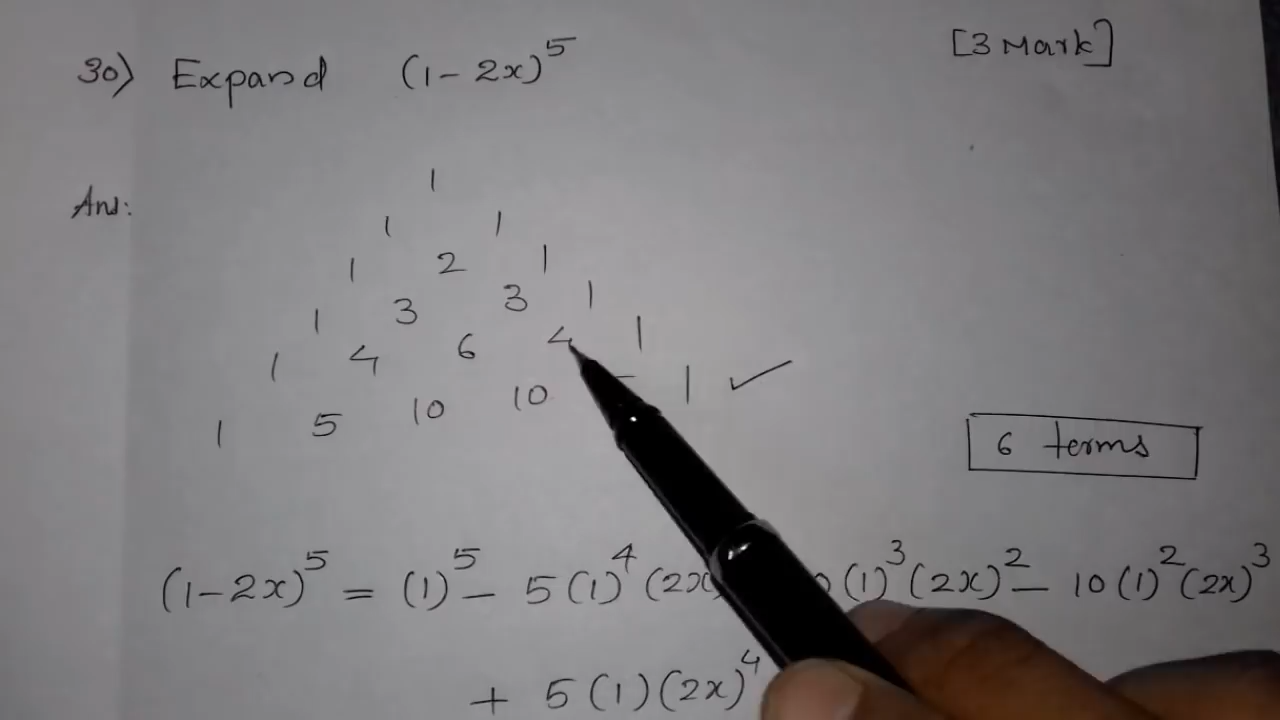 30) Expand (1 - 2x)^5 [3 Mark]
Ans:
1
1 1
1 2 1
1 3 3 1
1 4 6 4 1
1 5 10 10 1 ✓
6 terms
(1-2x)^5 = (1)^5 - 5(1)^4 (2x (1)^3 (2x)^2 - 10(1)^2 (2x)^3
+ 5(1)(2x)^4